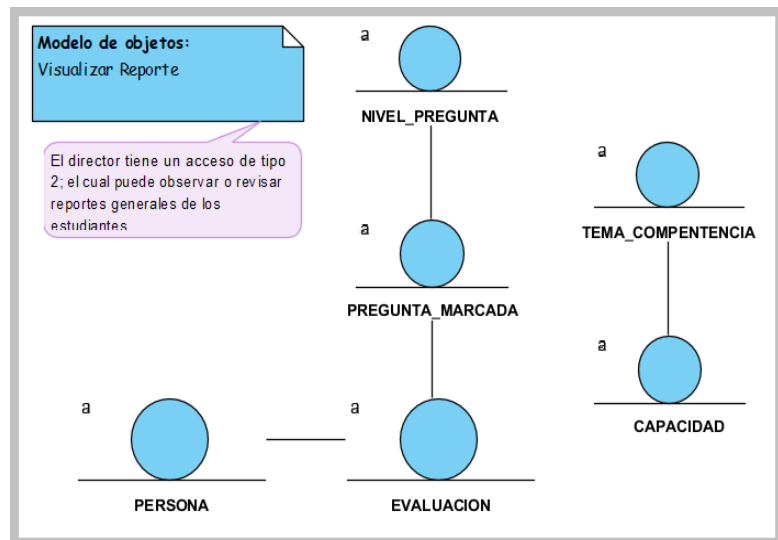 Modelo de objetos:
Visualizar Reporte
El director tiene un acceso de tipo
2; el cual puede observar o revisar
reportes generales de los
estudiantes
a
NIVEL_PREGUNTA
a
TEMA_COMPENTENCIA
a
PREGUNTA_MARCADA
a
CAPACIDAD
a
PERSONA
a
EVALUACION